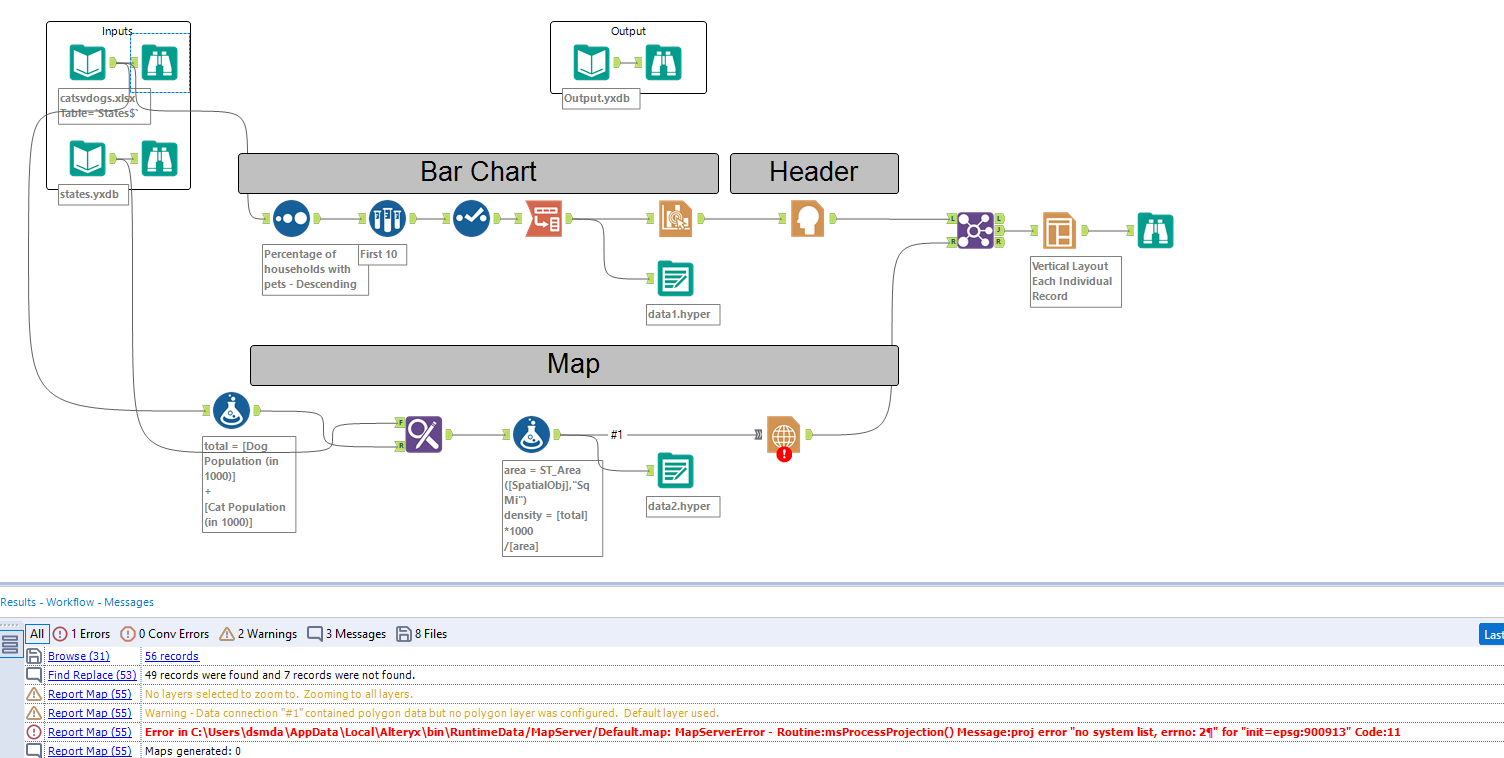 Inputs
Output
catsvdogs.xlsx
Table=`States$`
Output.yxdb
states.yxdb
Bar Chart
Header
Percentage of
households with
pets - Descending
First 10
data1.hyper
L
R
L
J
R
Vertical Layout
Each Individual
Record
Map
F
R
#1
total = [Dog
Population (in
1000)]
+
[Cat Population
(in 1000)]
area = ST_Area
([SpatialObj],"Sq
Mi")
density = [total]
*1000
/[area]
data2.hyper
Results - Workflow - Messages
All 1 Errors 0 Conv Errors 2 Warnings 3 Messages 8 Files Last
Browse (31) 56 records
Find Replace (53) 49 records were found and 7 records were not found.
Report Map (55) No layers selected to zoom to.  Zooming to all layers.
Report Map (55) Warning - Data connection "#1" contained polygon data but no polygon layer was configured.  Default layer used.
Report Map (55) Error in C:\Users\dsmda\AppData\Local\Alteryx\bin\RuntimeData/MapServer/Default.map: MapServerError - Routine:msProcessProjection() Message:proj error "no system list, errno: 2¶" for "init=epsg:900913" Code:11
Report Map (55) Maps generated: 0